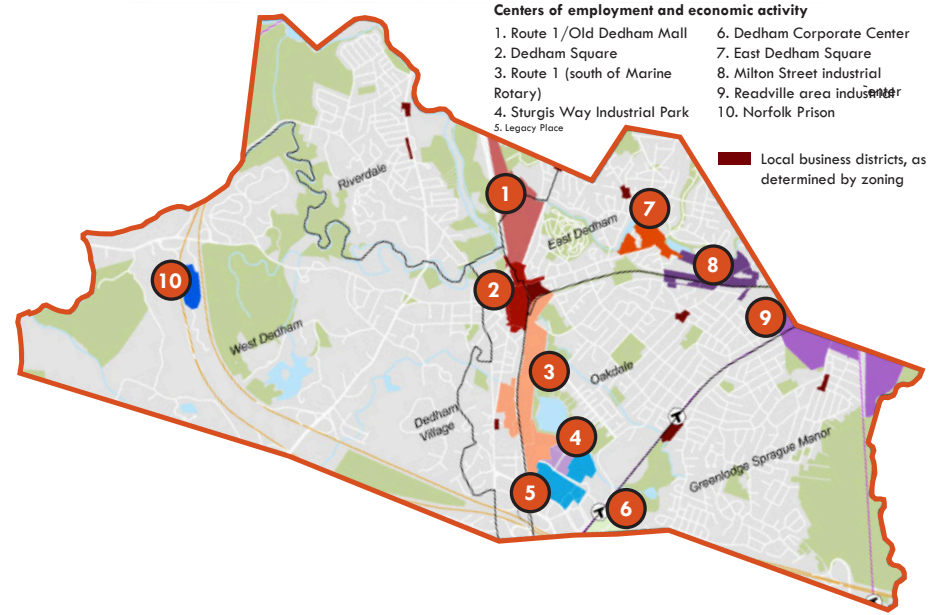 Centers of employment and economic activity
1. Route 1/Old Dedham Mall
2. Dedham Square
3. Route 1 (south of Marine
Rotary)
4. Sturgis Way Industrial Park
5. Legacy Place
6. Dedham Corporate Center
7. East Dedham Square
8. Milton Street industrial
9. Readville area industrial
10. Norfolk Prison
Local business districts, as
determined by zoning
Riverdale
1
East Dedham
7
8
10
2
9
West Dedham
3
Oakdale
Dedham
Village
4
T
Greenlodge Sprague Manor
5
T
6